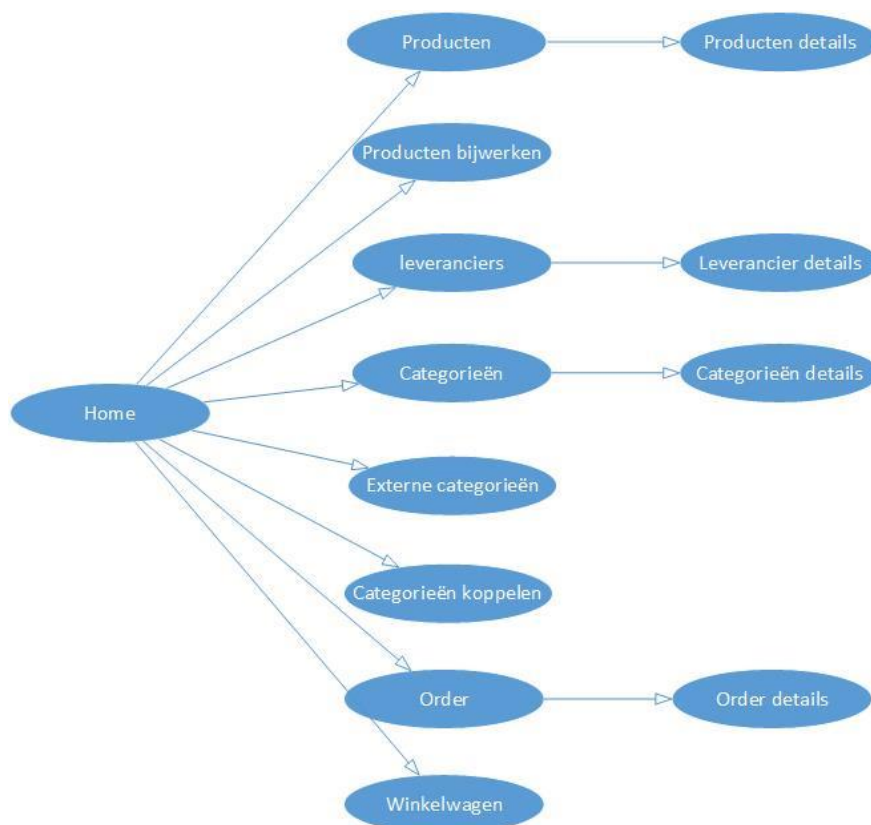 Producten
Producten details
Producten bijwerken
leveranciers
Leverancier details
Categorieën
Categorieën details
Home
Externe categorieën
Categorieën koppelen
Order
Order details
Winkelwagen